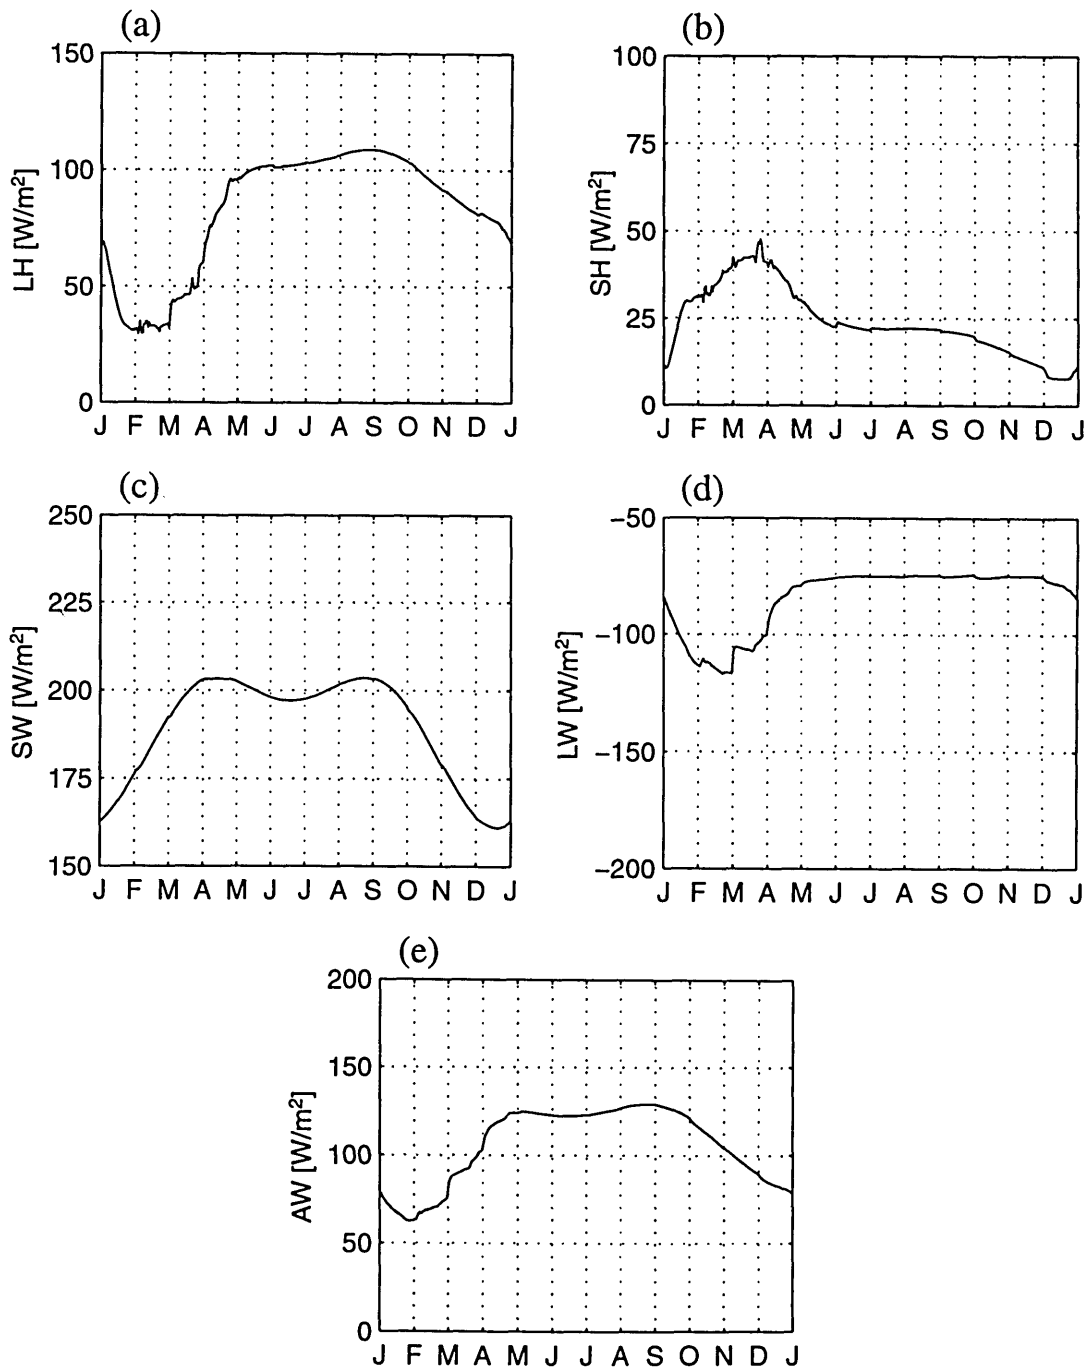 (a)
150
100
50
0
LH [W/m²]
J F M A M J J A S O N D J
(b)
100
75
50
25
0
SH [W/m²]
J F M A M J J A S O N D J
(c)
250
225
200
175
150
SW [W/m²]
J F M A M J J A S O N D J
(d)
−50
−100
−150
−200
LW [W/m²]
J F M A M J J A S O N D J
(e)
200
150
100
50
0
AW [W/m²]
J F M A M J J A S O N D J